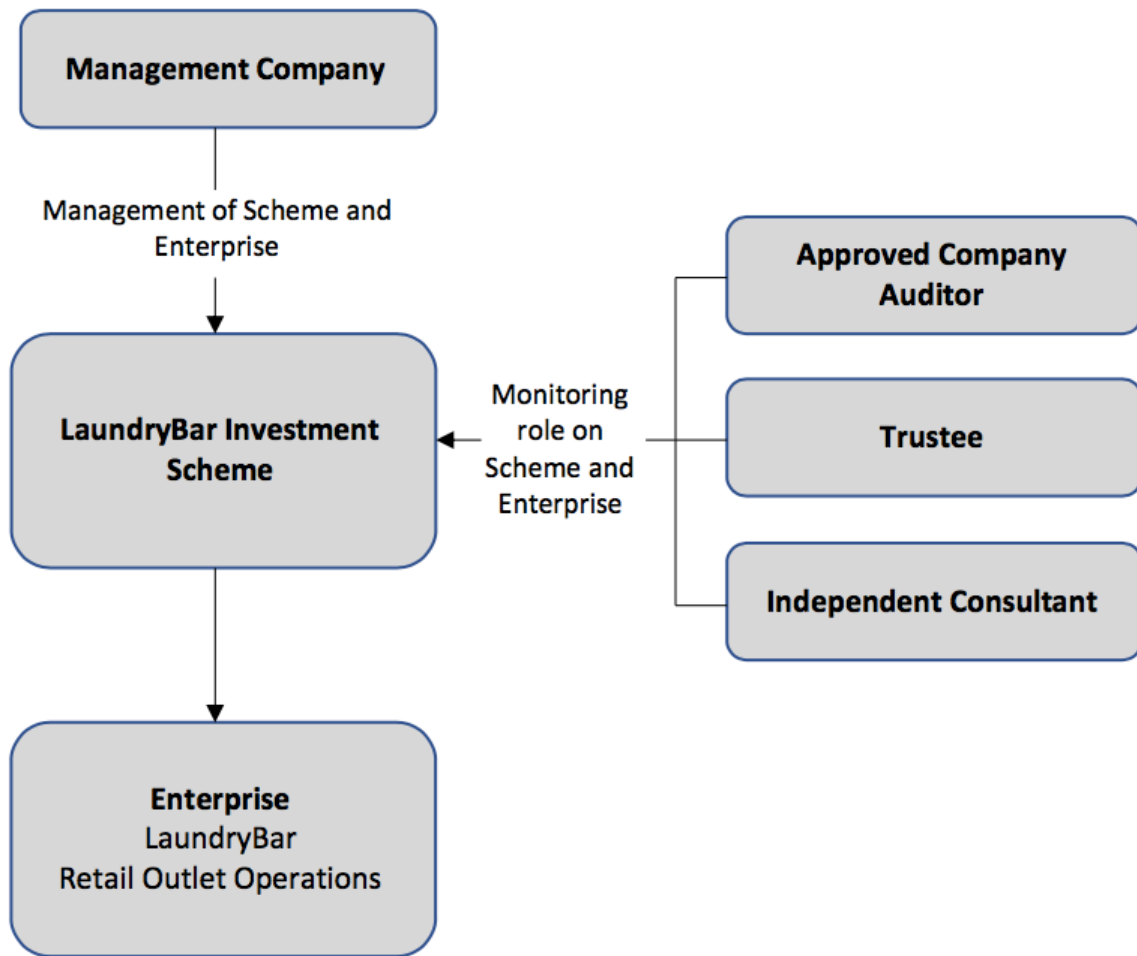 Management Company
Management of Scheme and
Enterprise
LaundryBar Investment
Scheme
Monitoring
role on
Scheme and
Enterprise
Approved Company
Auditor
Trustee
Independent Consultant
Enterprise
LaundryBar
Retail Outlet Operations